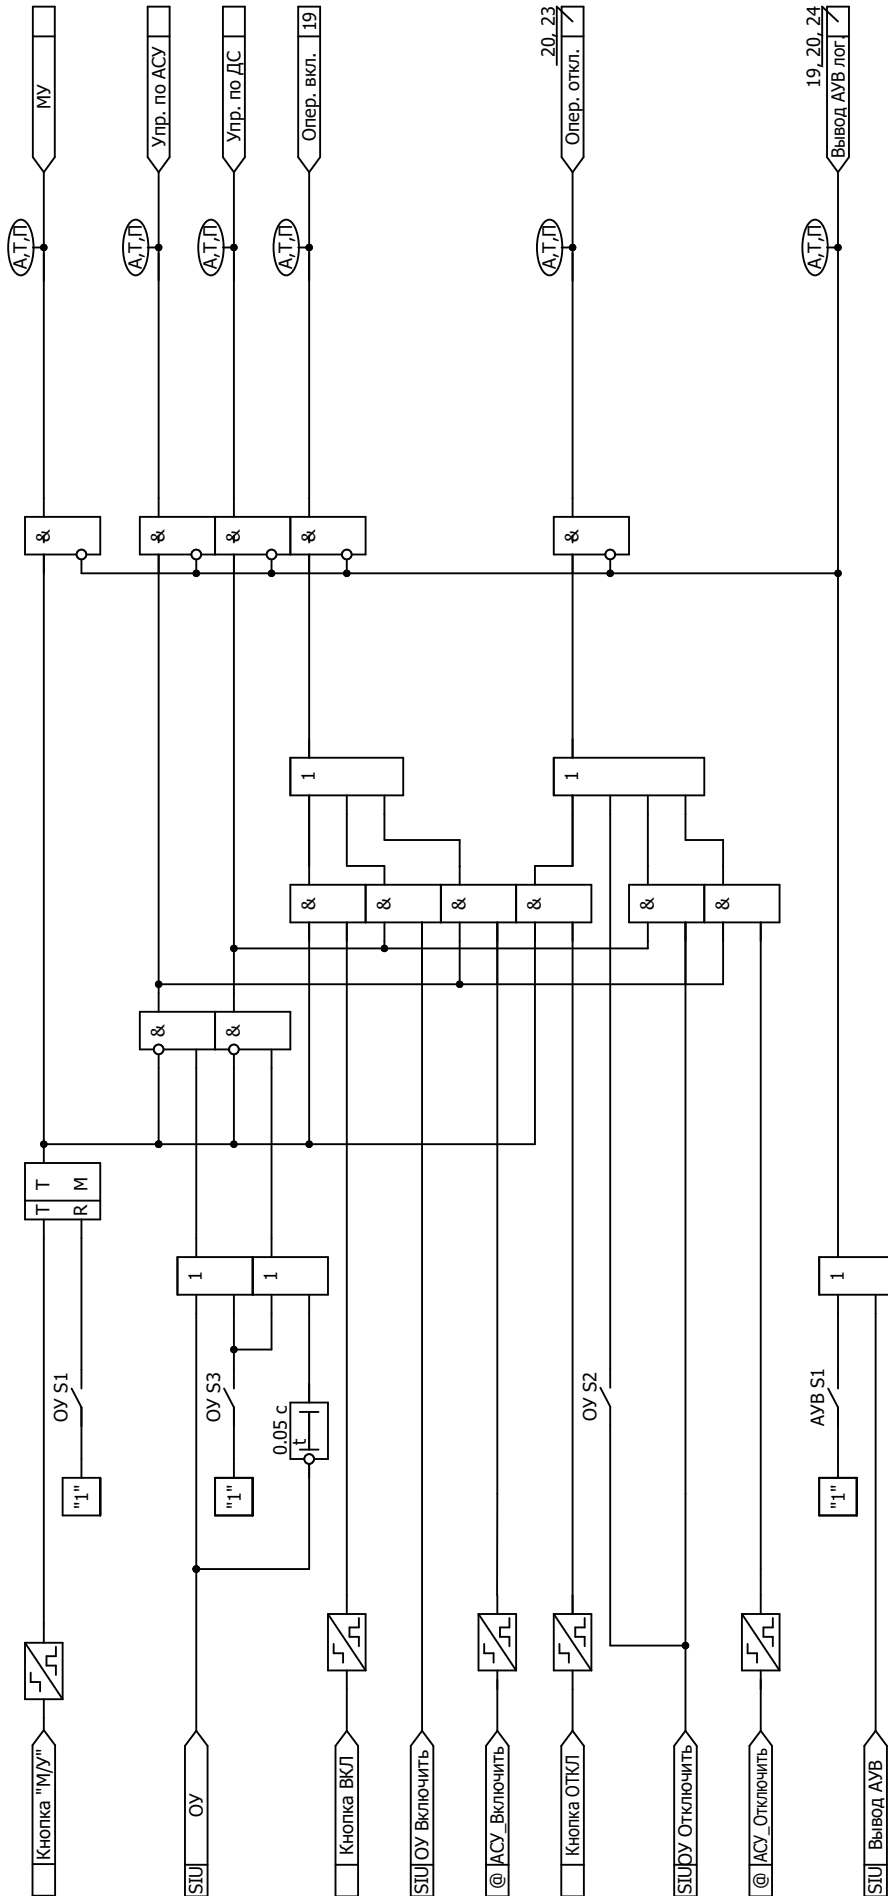 Кнопка "М/У"
SIU ОУ
Кнопка ВКЛ
SIU ОУ Включить
@ АСУ_Включить
Кнопка ОТКЛ
SIU ОУ Отключить
@ АСУ_Отключить
SIU Вывод АУВ
"1"
ОУ S1
"1"
ОУ S3
0.05 с
t
ОУ S2
"1"
АУВ S1
T T
R M
1
1
1
&
&
&
&
&
&
&
&
1
1
&
&
&
&
&
А,Т,П
А,Т,П
А,Т,П
А,Т,П
А,Т,П
А,Т,П
МУ
Упр. по АСУ
Упр. по ДС
Опер. вкл. 19
Опер. откл.
20, 23
Вывод АУВ лог.
19, 20, 24